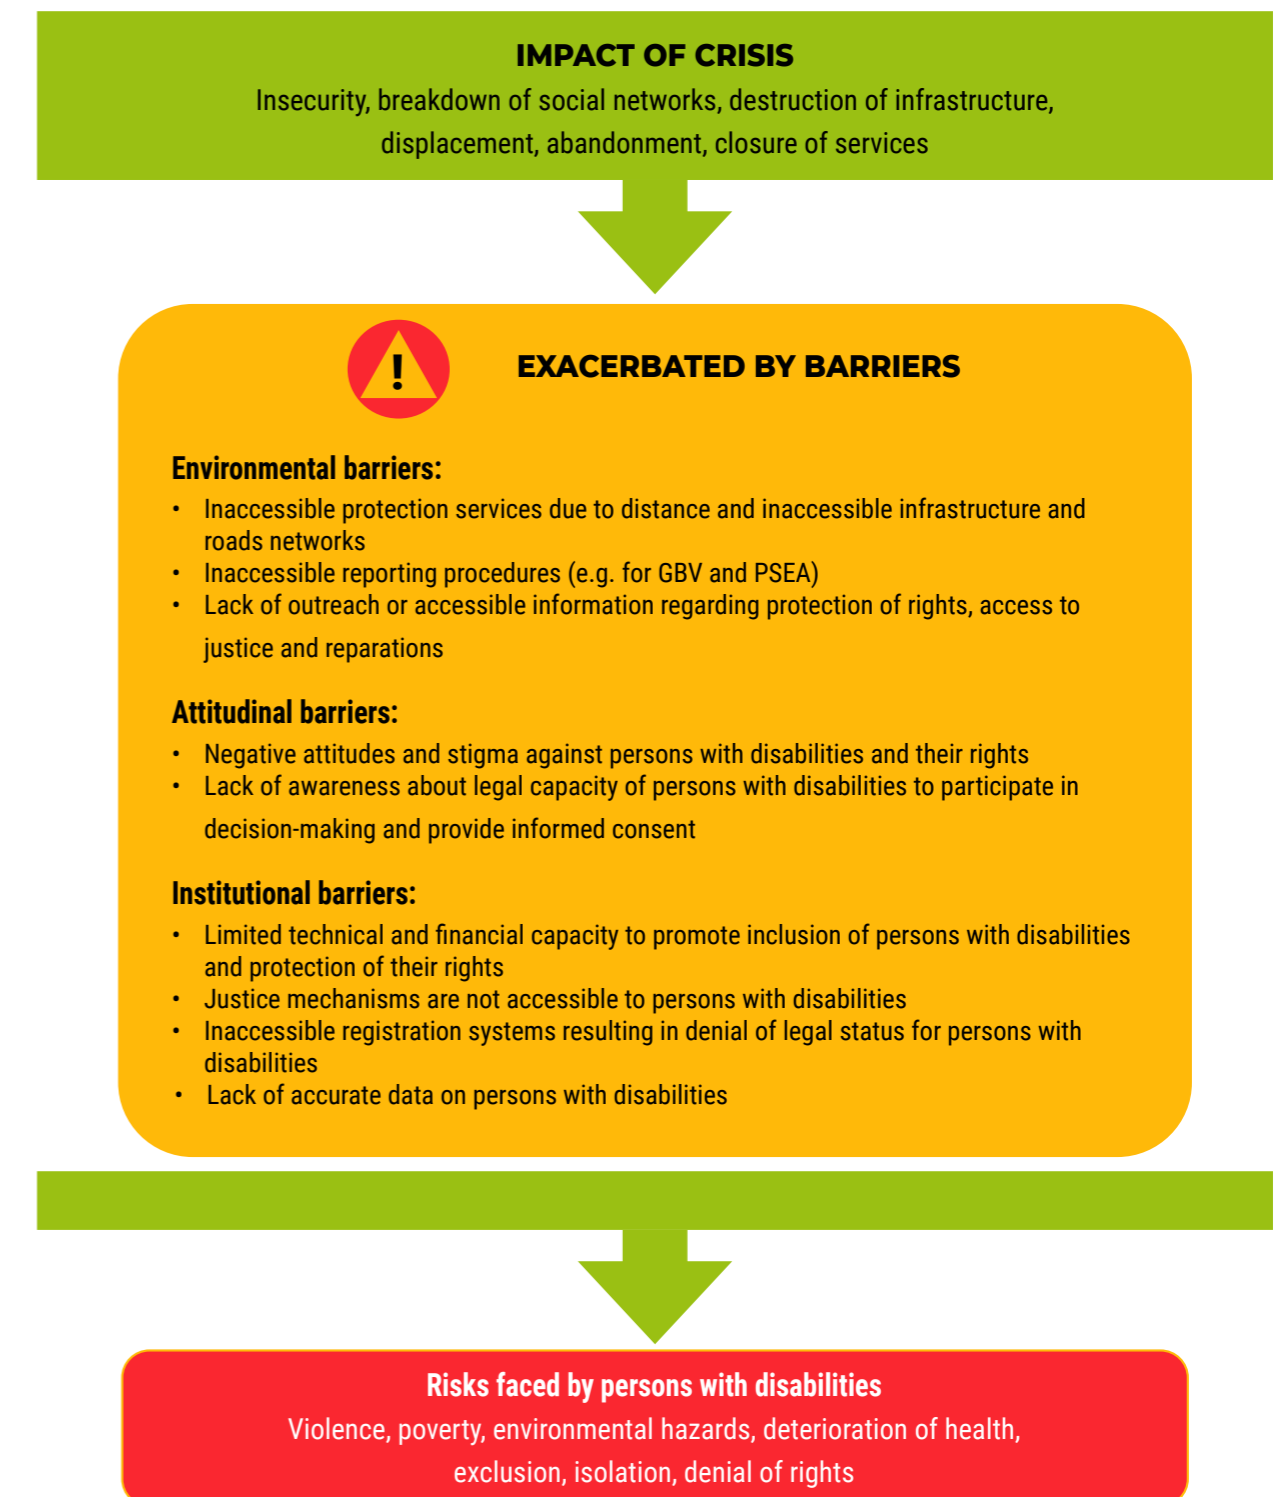 IMPACT OF CRISIS
Insecurity, breakdown of social networks, destruction of infrastructure,
displacement, abandonment, closure of services
!
EXACERBATED BY BARRIERS
Environmental barriers:
• Inaccessible protection services due to distance and inaccessible infrastructure and
roads networks
• Inaccessible reporting procedures (e.g. for GBV and PSEA)
• Lack of outreach or accessible information regarding protection of rights, access to
justice and reparations
Attitudinal barriers:
• Negative attitudes and stigma against persons with disabilities and their rights
• Lack of awareness about legal capacity of persons with disabilities to participate in
decision-making and provide informed consent
Institutional barriers:
• Limited technical and financial capacity to promote inclusion of persons with disabilities
and protection of their rights
• Justice mechanisms are not accessible to persons with disabilities
• Inaccessible registration systems resulting in denial of legal status for persons with
disabilities
• Lack of accurate data on persons with disabilities
Risks faced by persons with disabilities
Violence, poverty, environmental hazards, deterioration of health,
exclusion, isolation, denial of rights